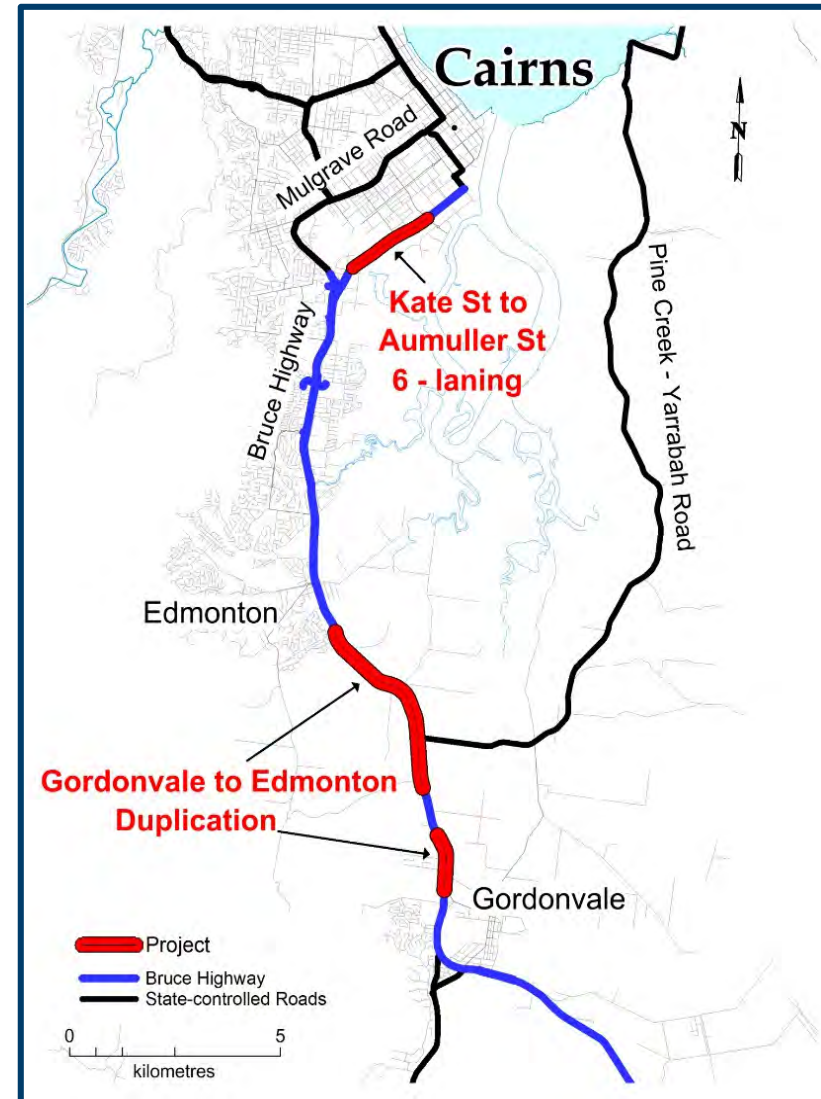 Cairns
N
Mulgrave Road
Kate St to
Aumuller St
6 - laning
Bruce Highway
Pine Creek - Yarrabah Road
Edmonton
Gordonvale to Edmonton
Duplication
Gordonvale
Project
Bruce Highway
State-controlled Roads
0 5
kilometres